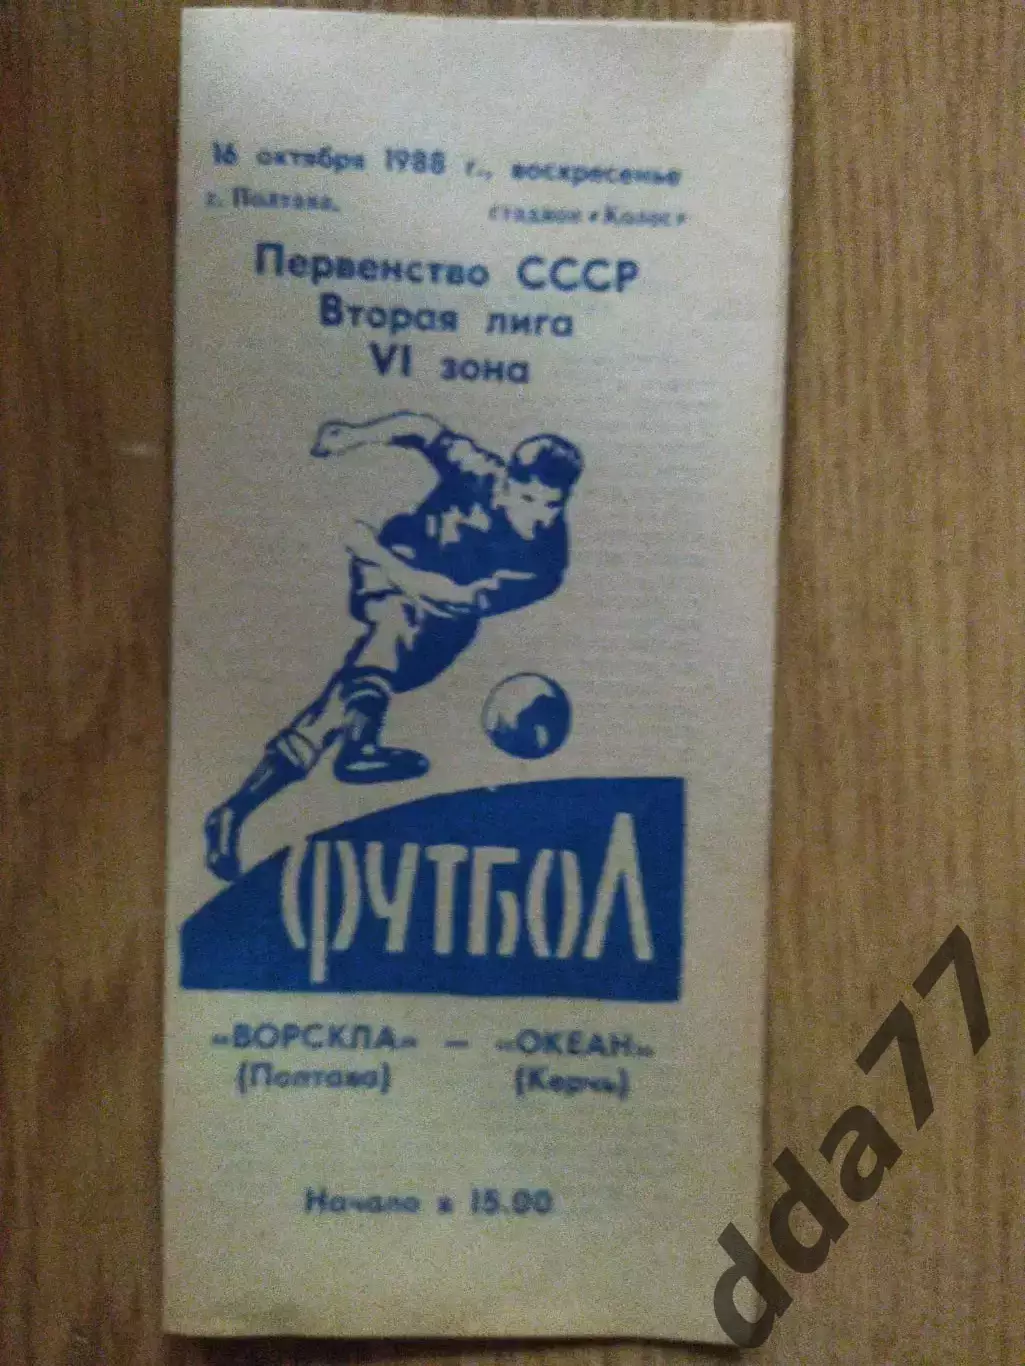 16 октября 1988 г., воскресенье
г. Полтава, стадион «Колос»
Первенство СССР
Вторая лига
VI зона
ФУТБОЛ
«ВОРСКЛА» — «ОКЕАН»
(Полтава) (Керчь)
Начало в 15.00
dda77